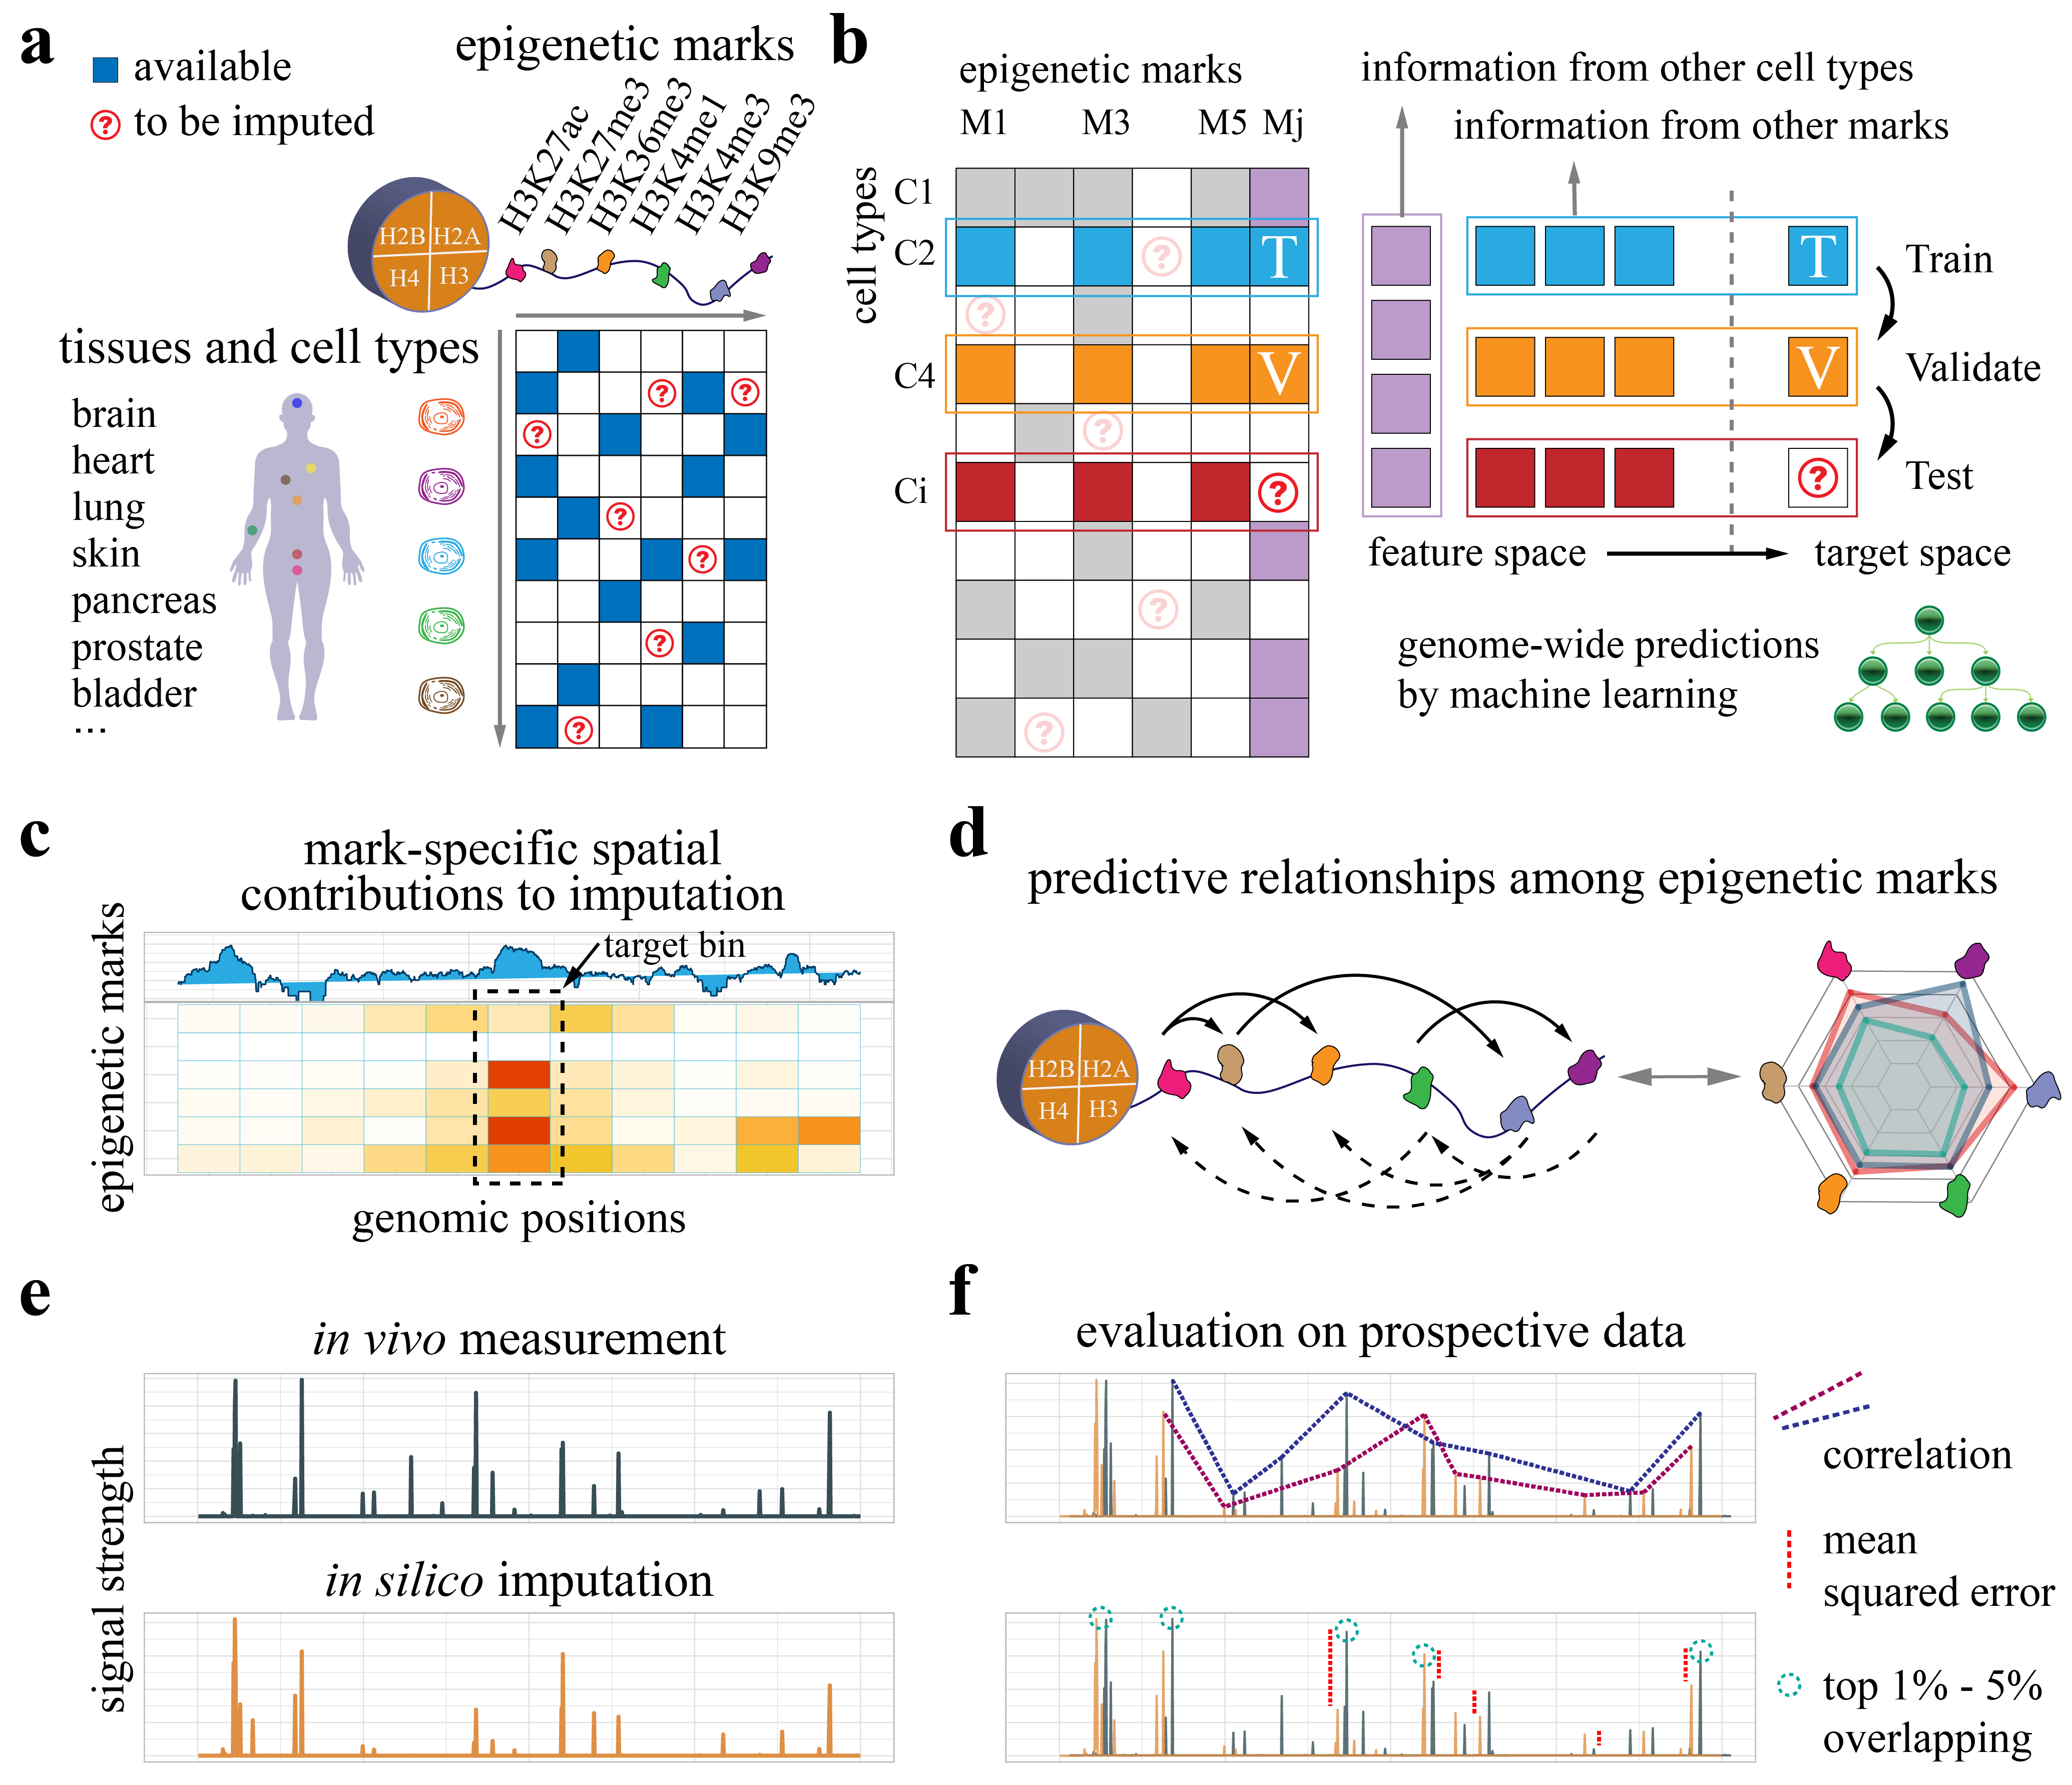 a
available
? to be imputed
epigenetic marks
H3K27ac
H3K27me3
H3K36me3
H3K4me1
H3K4me3
H3K9me3
H2B H2A
H4 H3
tissues and cell types
brain
heart
lung
skin
pancreas
prostate
bladder
...
? ?
?
?
?
?
?
b
epigenetic marks
M1 M3 M5 Mj
cell types
C1
C2
C4
Ci
? T
?
V
?
?
?
?
information from other cell types
information from other marks
T Train
V Validate
? Test
feature space target space
genome-wide predictions
by machine learning
c
mark-specific spatial
contributions to imputation
target bin
epigenetic marks
genomic positions
d
predictive relationships among epigenetic marks
H2B H2A
H4 H3
e
in vivo measurement
in silico imputation
signal strength
f
evaluation on prospective data
correlation
mean
squared error
top 1% - 5%
overlapping